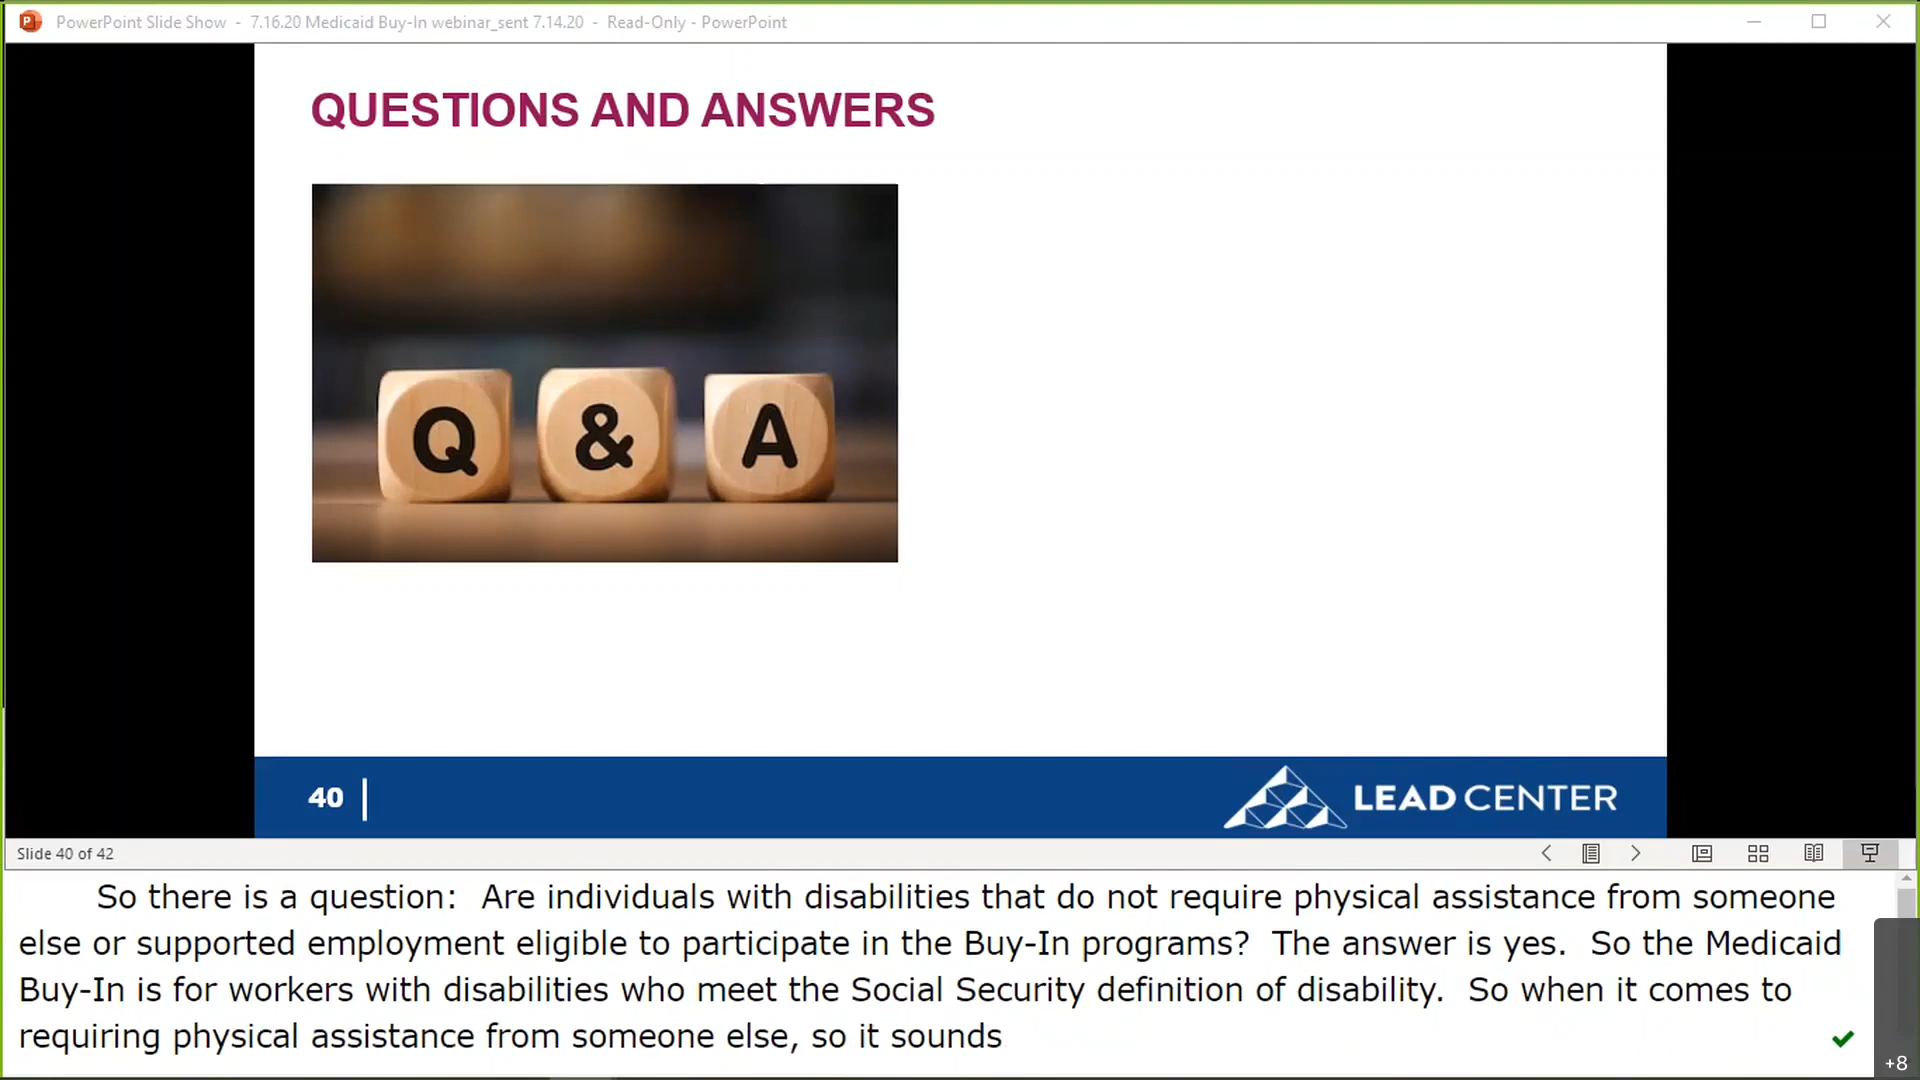 PowerPoint Slide Show - 7.16.20 Medicaid Buy-In webinar_sent 7.14.20 - Read-Only - PowerPoint
QUESTIONS AND ANSWERS
Q & A
40
LEAD CENTER
Slide 40 of 42
So there is a question: Are individuals with disabilities that do not require physical assistance from someone
else or supported employment eligible to participate in the Buy-In programs? The answer is yes. So the Medicaid
Buy-In is for workers with disabilities who meet the Social Security definition of disability. So when it comes to
requiring physical assistance from someone else, so it sounds
+8